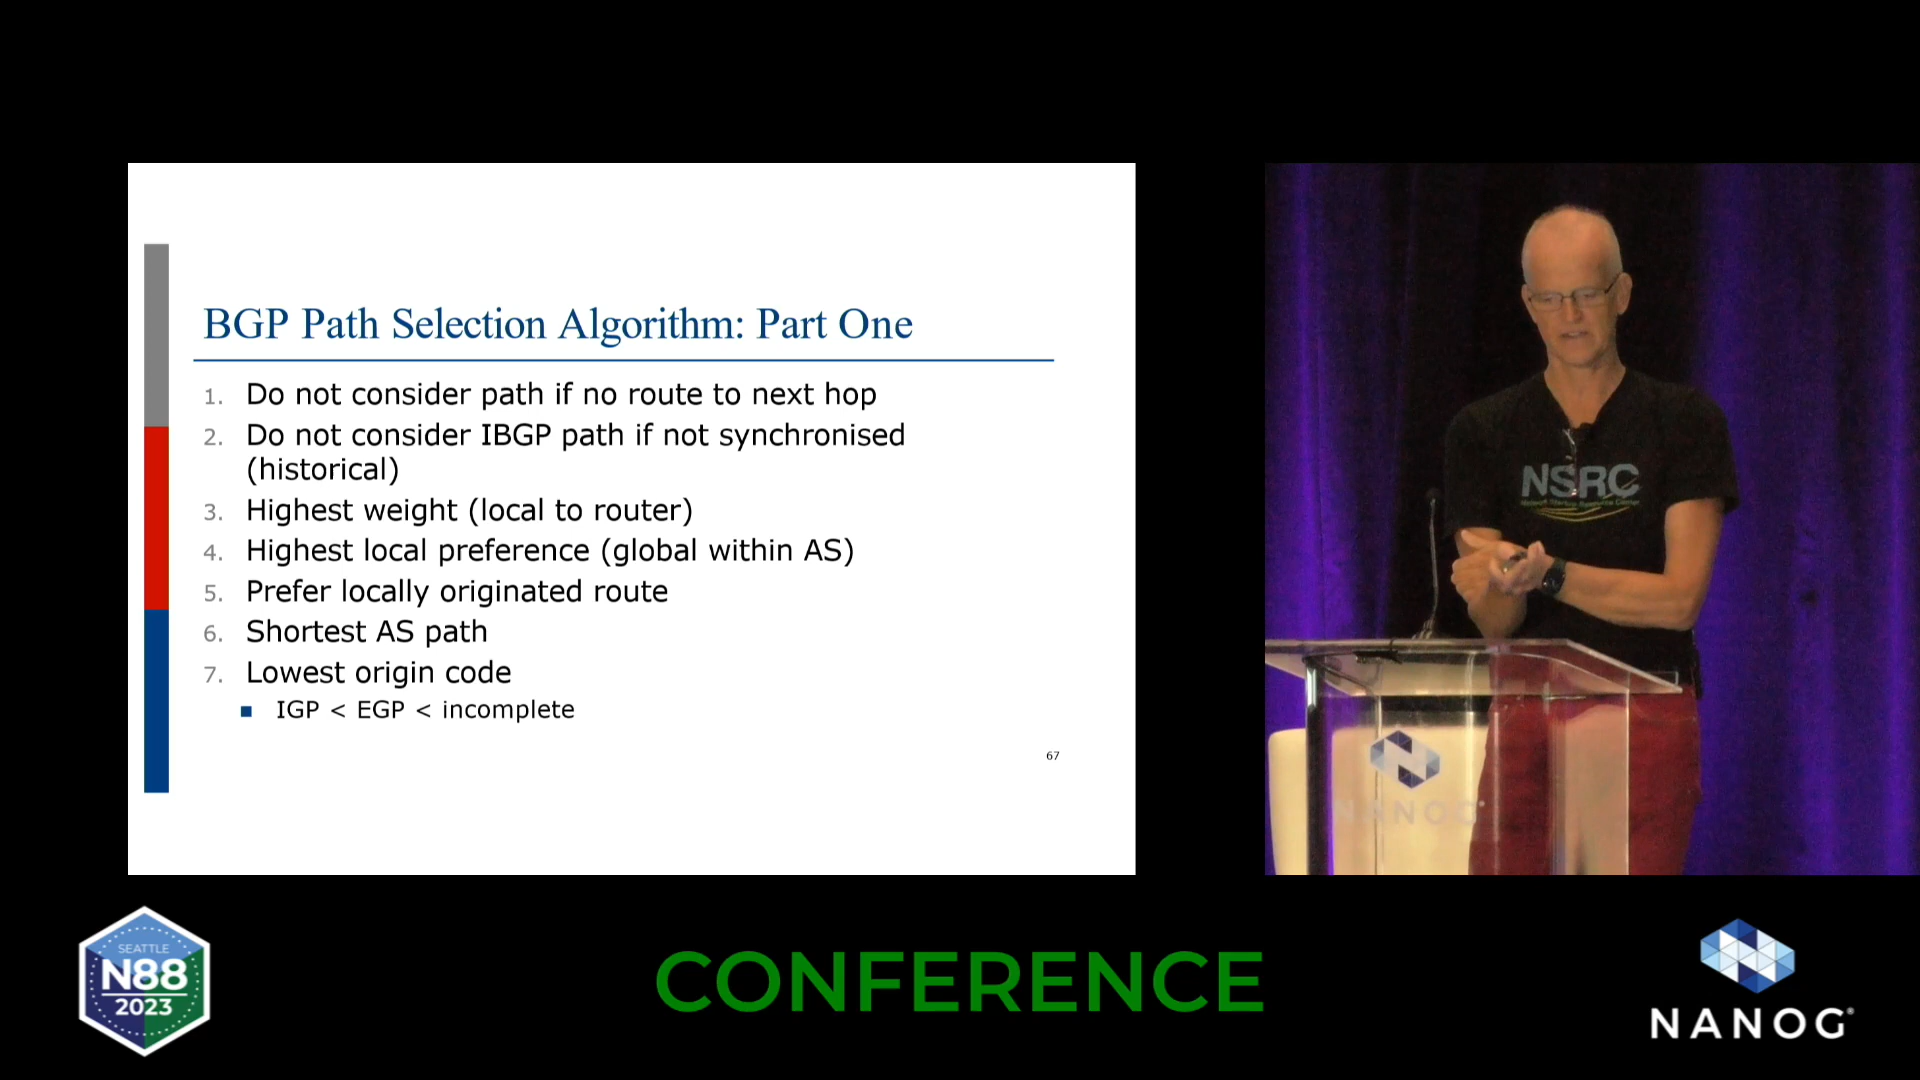 BGP Path Selection Algorithm: Part One
1. Do not consider path if no route to next hop
2. Do not consider IBGP path if not synchronised
(historical)
3. Highest weight (local to router)
4. Highest local preference (global within AS)
5. Prefer locally originated route
6. Shortest AS path
7. Lowest origin code
■ IGP < EGP < incomplete
67
NSRC
NANOG
SEATTLE
N88
2023
CONFERENCE
NANOG®